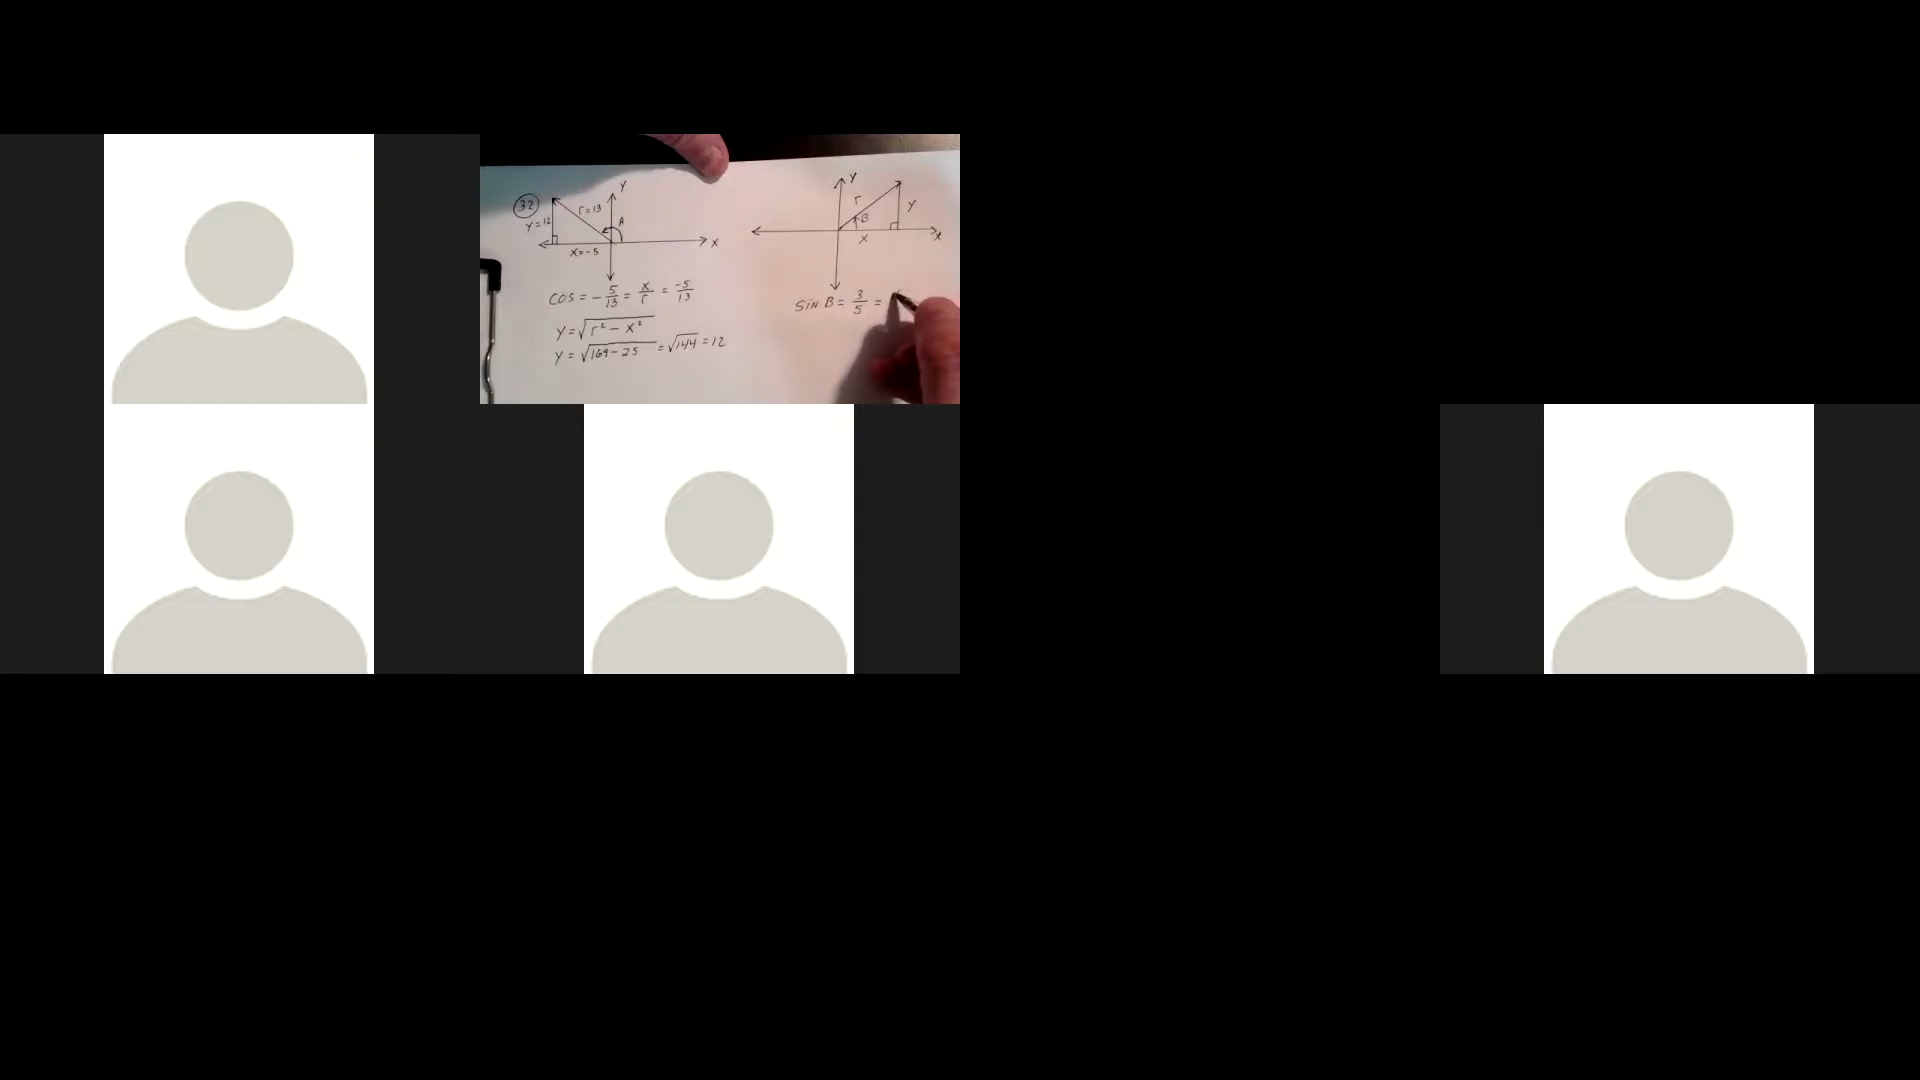 32
Y
r=13
A
Y=12
X=-5
X
COS = - 5/13 = X/r = -5/13
Y = √r² - X²
Y = √169-25 = √144 = 12
Y
r
B
Y
X
X
Sin B = 3/5 =